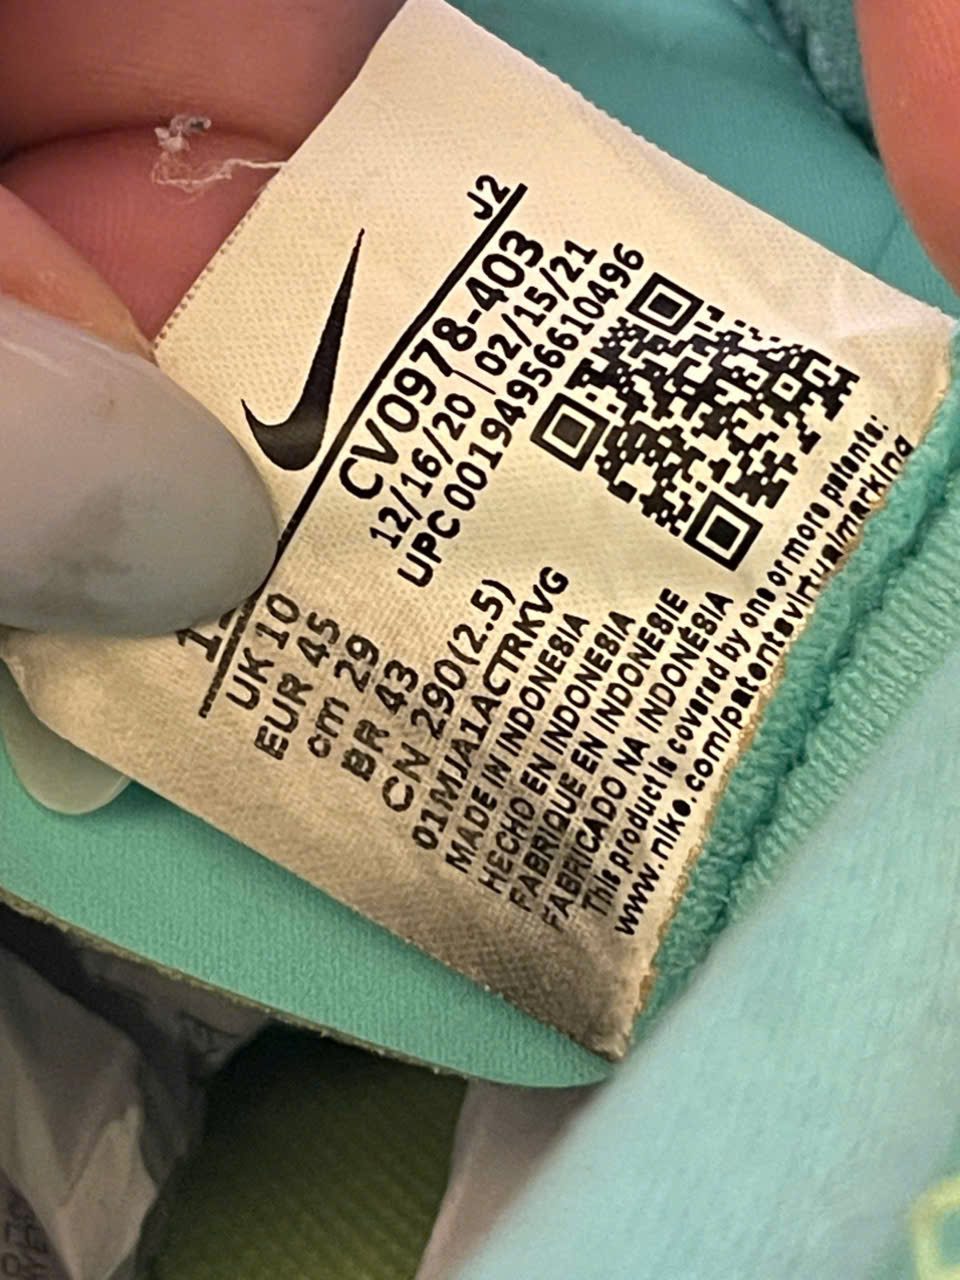 J2
CV0978-403
12/16/20 | 02/15/21
UPC 00194956610496
UK 10
EUR 45
cm 29
BR 43
CN 290(2.5)
01MJA1ACTRKVG
MADE IN INDONESIA
HECHO EN INDONESIA
FABRIQUE EN INDONESIE
FABRICADO NA INDONÉSIA
This product is covered by one or more patents:
www.nike.com/patentsvirtualmarking